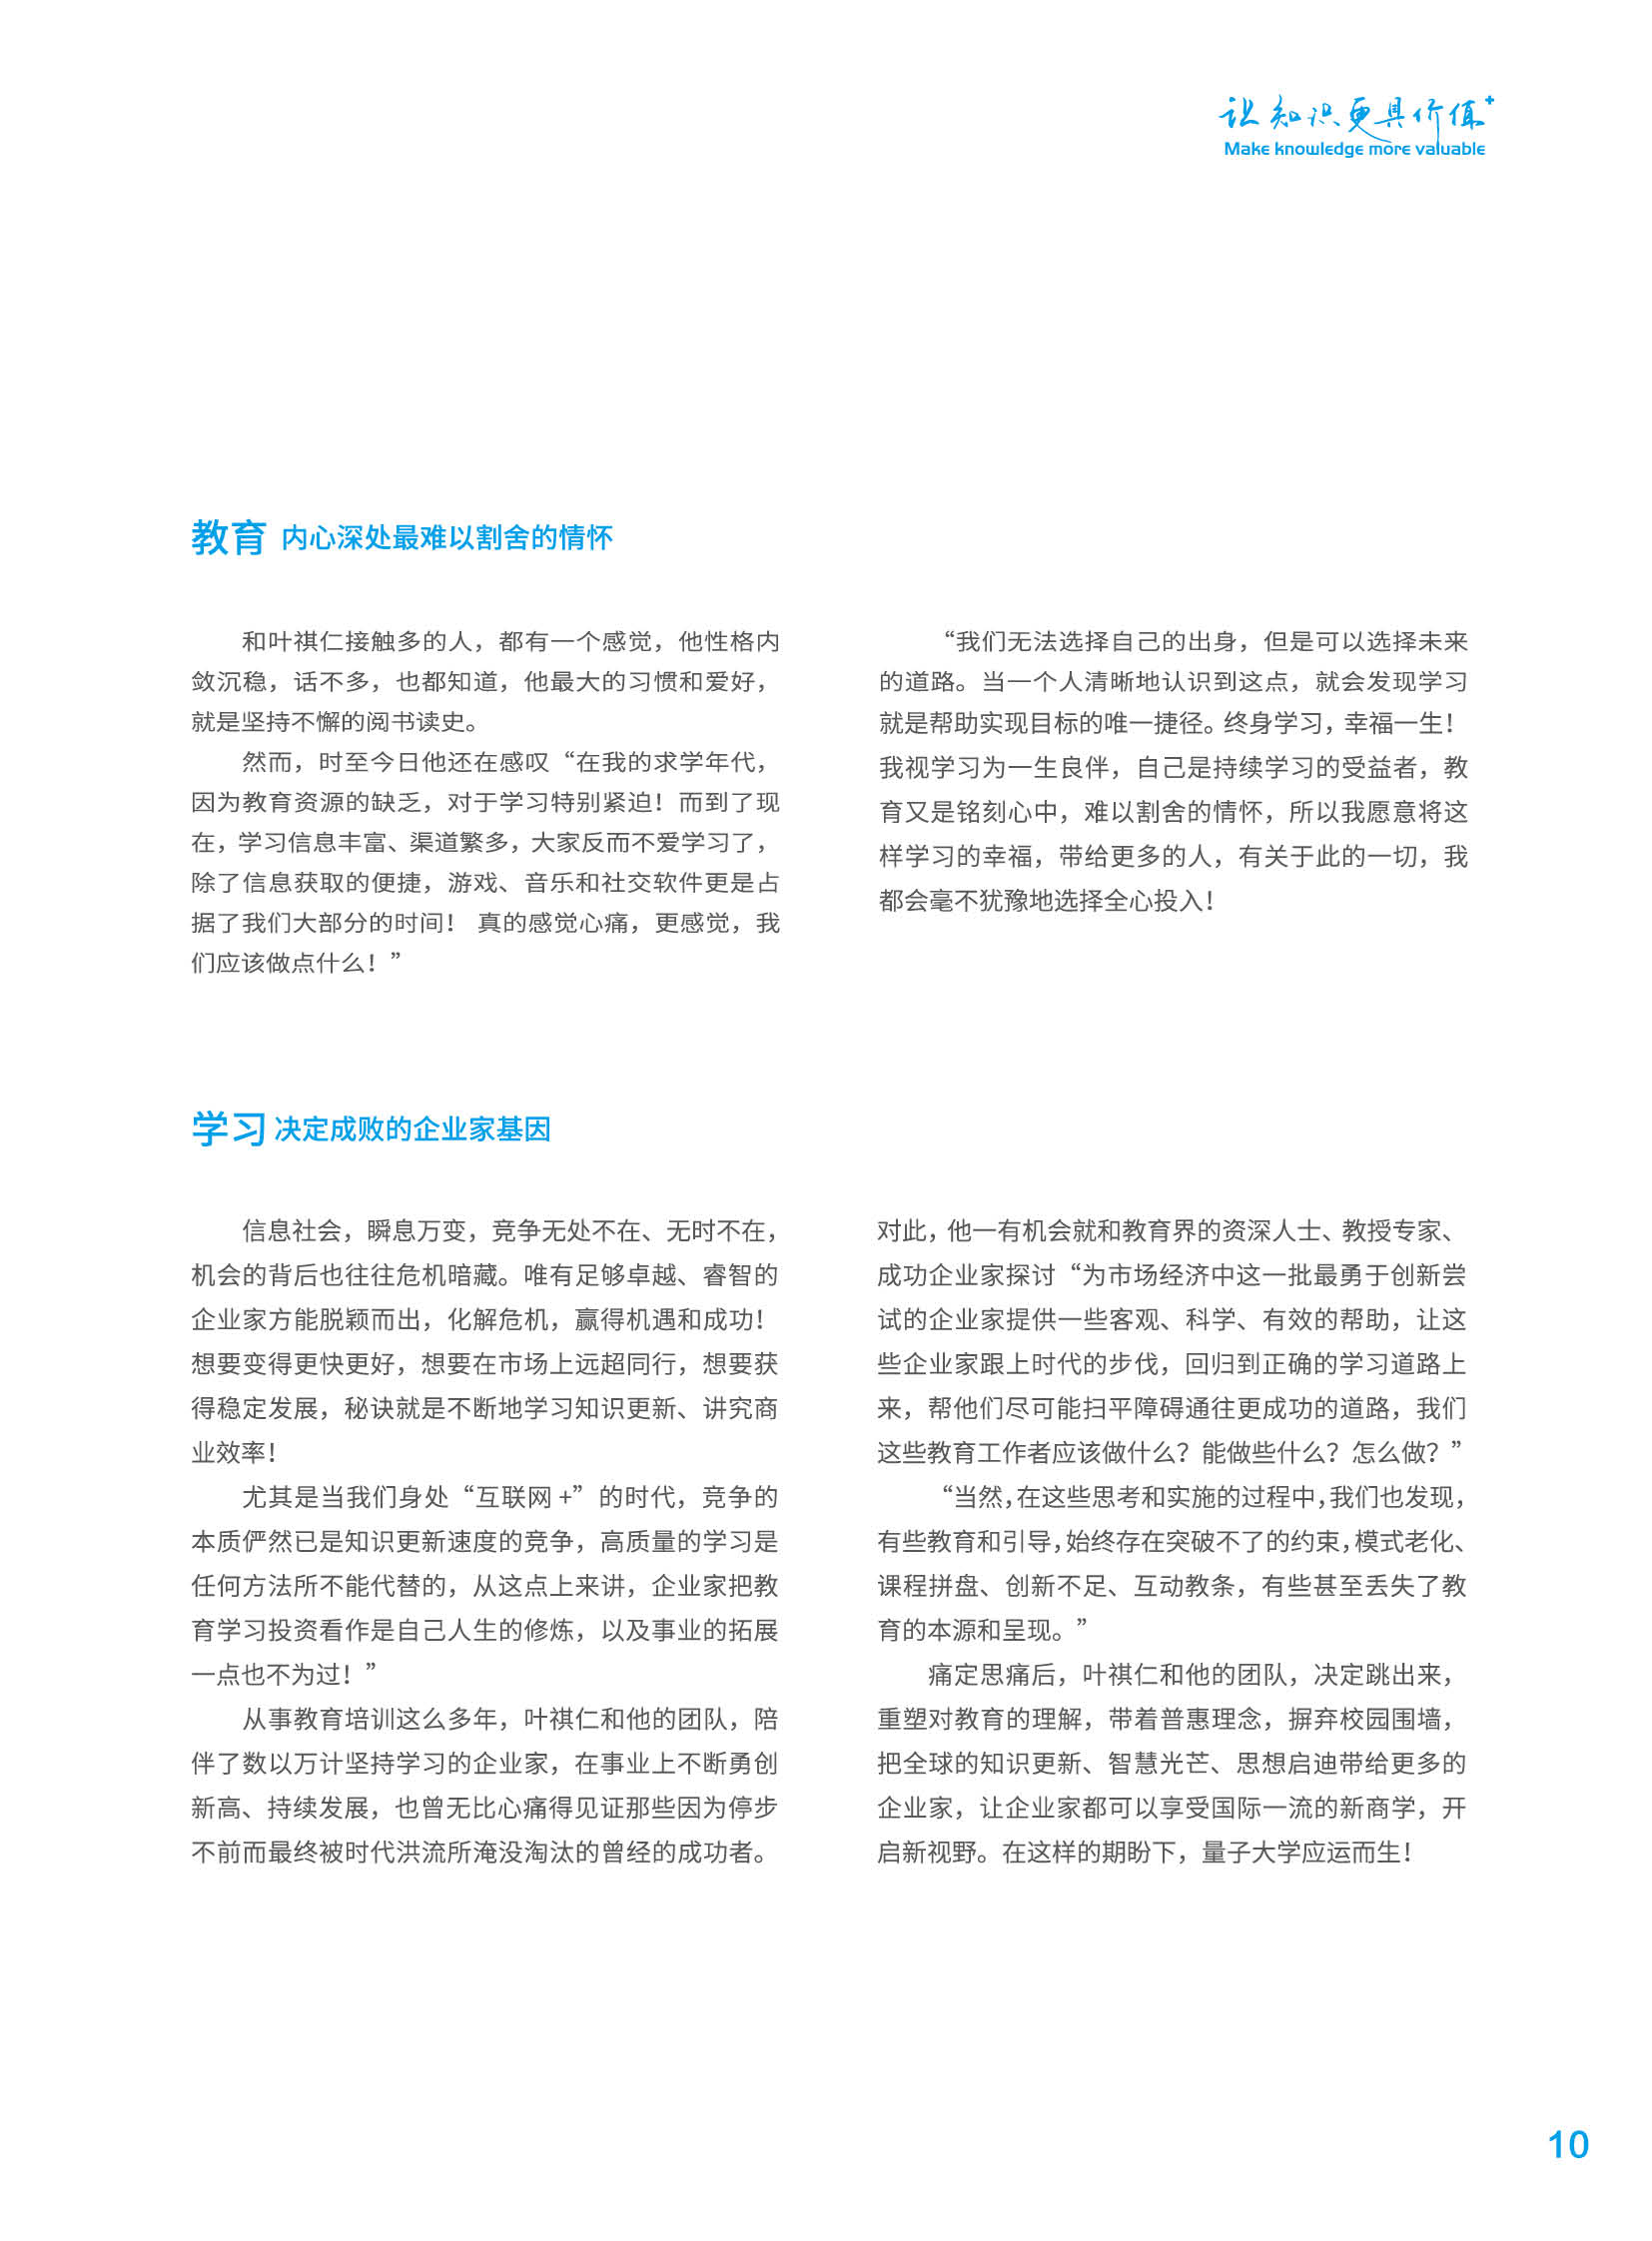 让知识更具价值+
Make knowledge more valuable
教育 内心深处最难以割舍的情怀
和叶祺仁接触多的人，都有一个感觉，他性格内
敛沉稳，话不多，也都知道，他最大的习惯和爱好，
就是坚持不懈的阅书读史。
然而，时至今日他还在感叹“在我的求学年代，
因为教育资源的缺乏，对于学习特别紧迫！而到了现
在，学习信息丰富、渠道繁多，大家反而不爱学习了，
除了信息获取的便捷，游戏、音乐和社交软件更是占
据了我们大部分的时间！ 真的感觉心痛，更感觉，我
们应该做点什么！”
“我们无法选择自己的出身，但是可以选择未来
的道路。当一个人清晰地认识到这点，就会发现学习
就是帮助实现目标的唯一捷径。终身学习，幸福一生！
我视学习为一生良伴，自己是持续学习的受益者，教
育又是铭刻心中，难以割舍的情怀，所以我愿意将这
样学习的幸福，带给更多的人，有关于此的一切，我
都会毫不犹豫地选择全心投入！
学习 决定成败的企业家基因
信息社会，瞬息万变，竞争无处不在、无时不在，
机会的背后也往往危机暗藏。唯有足够卓越、睿智的
企业家方能脱颖而出，化解危机，赢得机遇和成功！
想要变得更快更好，想要在市场上远超同行，想要获
得稳定发展，秘诀就是不断地学习知识更新、讲究商
业效率！
尤其是当我们身处“互联网 +”的时代，竞争的
本质俨然已是知识更新速度的竞争，高质量的学习是
任何方法所不能代替的，从这点上来讲，企业家把教
育学习投资看作是自己人生的修炼，以及事业的拓展
一点也不为过！”
从事教育培训这么多年，叶祺仁和他的团队，陪
伴了数以万计坚持学习的企业家，在事业上不断勇创
新高、持续发展，也曾无比心痛得见证那些因为停步
不前而最终被时代洪流所淹没淘汰的曾经的成功者。
对此，他一有机会就和教育界的资深人士、教授专家、
成功企业家探讨“为市场经济中这一批最勇于创新尝
试的企业家提供一些客观、科学、有效的帮助，让这
些企业家跟上时代的步伐，回归到正确的学习道路上
来，帮他们尽可能扫平障碍通往更成功的道路，我们
这些教育工作者应该做什么？能做些什么？怎么做？”
“当然，在这些思考和实施的过程中，我们也发现，
有些教育和引导，始终存在突破不了的约束，模式老化、
课程拼盘、创新不足、互动教条，有些甚至丢失了教
育的本源和呈现。”
痛定思痛后，叶祺仁和他的团队，决定跳出来，
重塑对教育的理解，带着普惠理念，摒弃校园围墙，
把全球的知识更新、智慧光芒、思想启迪带给更多的
企业家，让企业家都可以享受国际一流的新商学，开
启新视野。在这样的期盼下，量子大学应运而生！
10